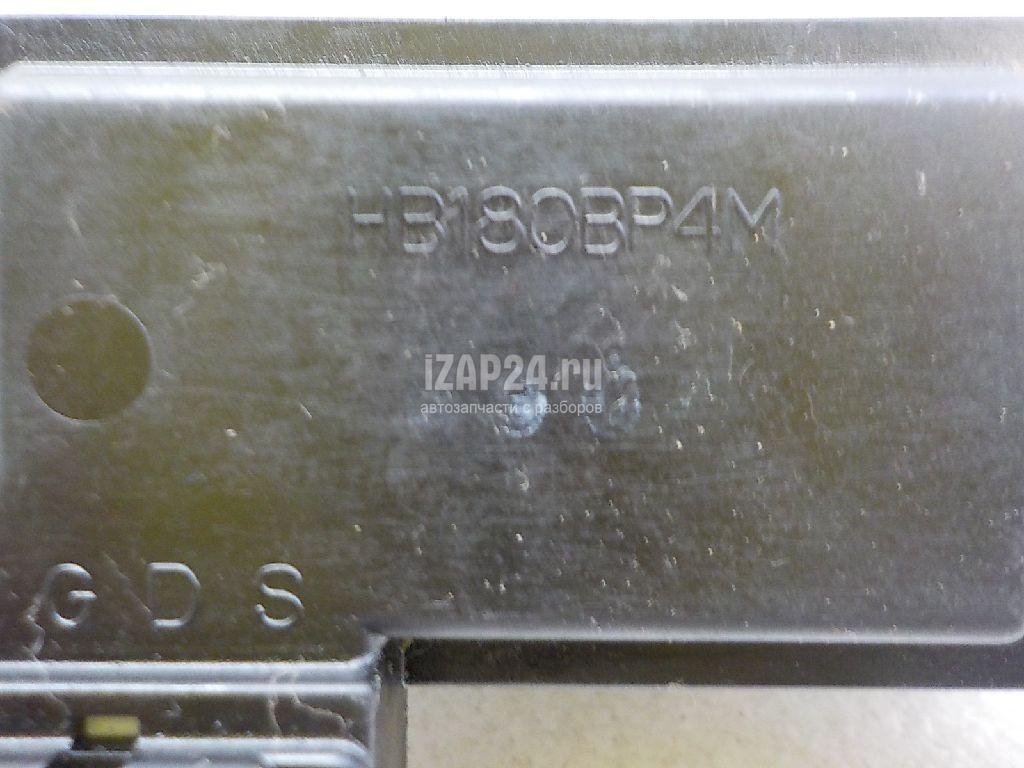 HB180BP4M
iZAP24.ru
автозапчасти с разборов
G D S